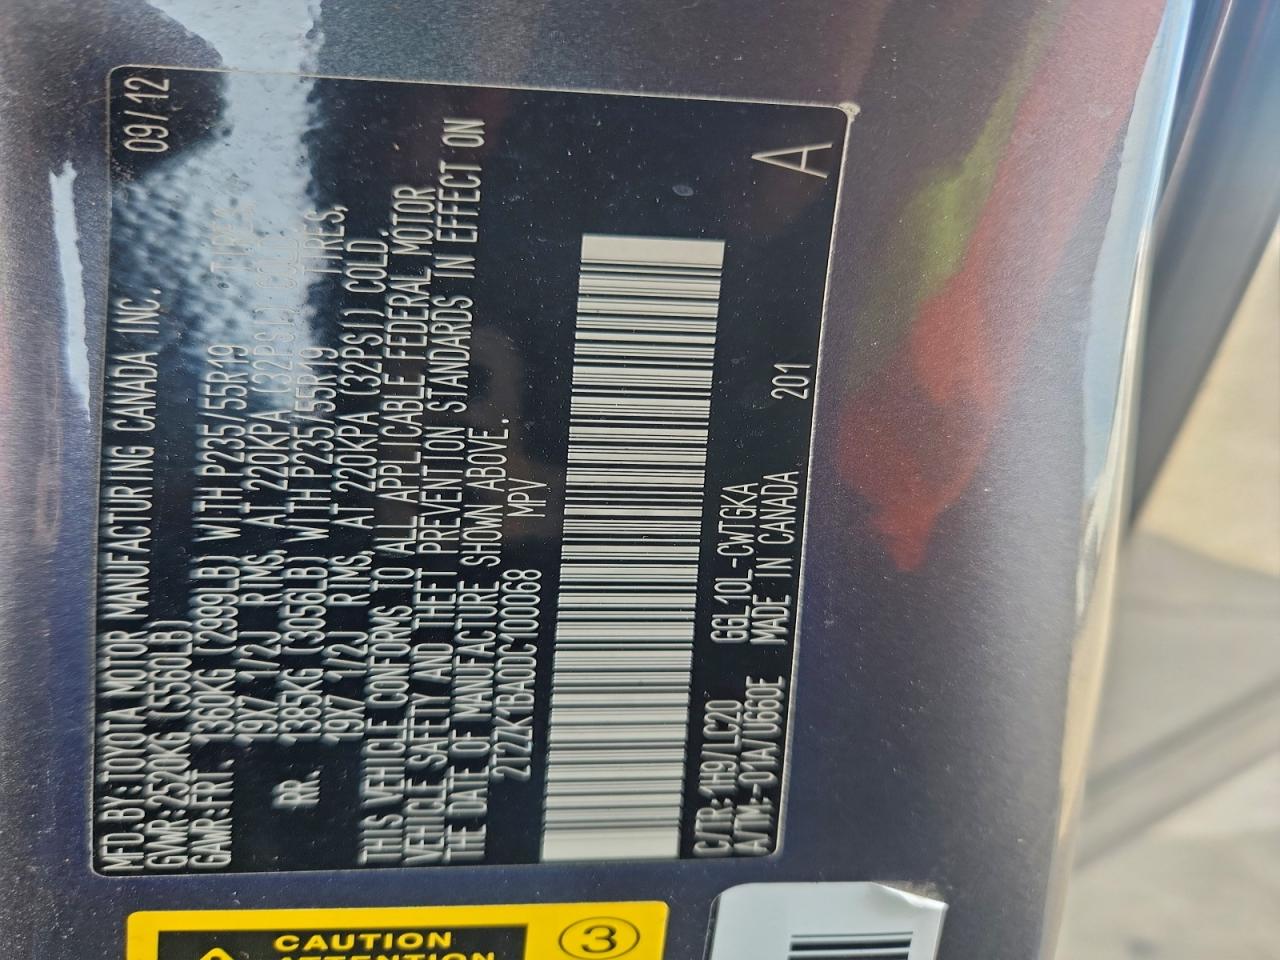 MFD.BY:TOYOTA MOTOR MANUFACTURING CANADA INC. 09/12
GVWR:2520KG (5560LB)
GAWR:FRT. 1360KG (2999LB) WITH P235/55R19 TIRES,
19X7 1/2J RIMS, AT 220KPA (32PSI) COLD.
RR. 1385KG (3056LB) WITH P235/55R19 TIRES,
19X7 1/2J RIMS, AT 220KPA (32PSI) COLD.
THIS VEHICLE CONFORMS TO ALL APPLICABLE FEDERAL MOTOR
VEHICLE SAFETY AND THEFT PREVENTION STANDARDS IN EFFECT ON
THE DATE OF MANUFACTURE SHOWN ABOVE.
2T2ZK1BA0DC100068 MPV
C/TR:1H9/LC20 GGL10L-CWTGKA A
A/TM:-01A/U660E MADE IN CANADA 201
CAUTION
ATTENTION
3